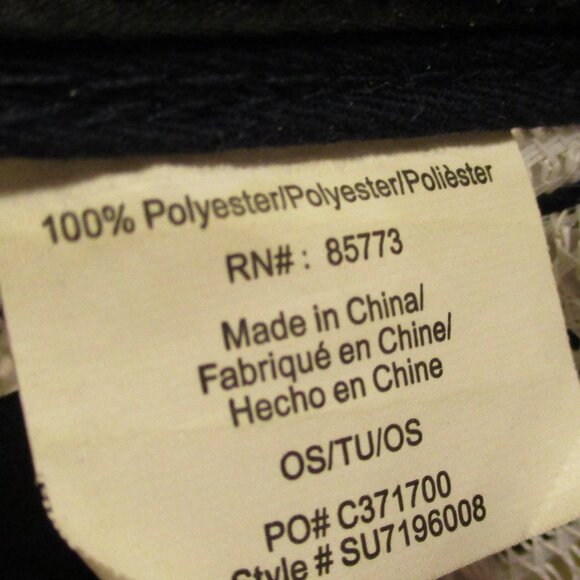 100% Polyester/Polyester/Polièster
RN# : 85773
Made in China/
Fabriqué en Chine/
Hecho en Chine
OS/TU/OS
PO# C371700
Style # SU7196008